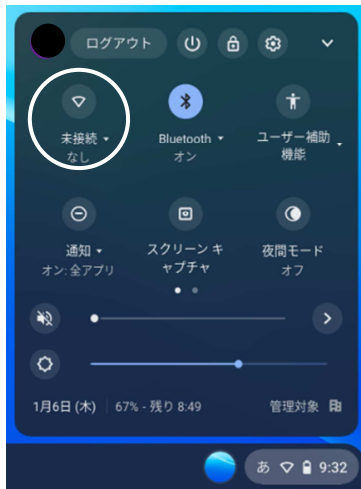 ログアウト
未接続
なし
Bluetooth
オン
ユーザー補助
機能
通知
オン: 全アプリ
スクリーン キ
ャプチャ
夜間モード
オフ
1月6日 (木) 67% - 残り 8:49 管理対象
あ 9:32